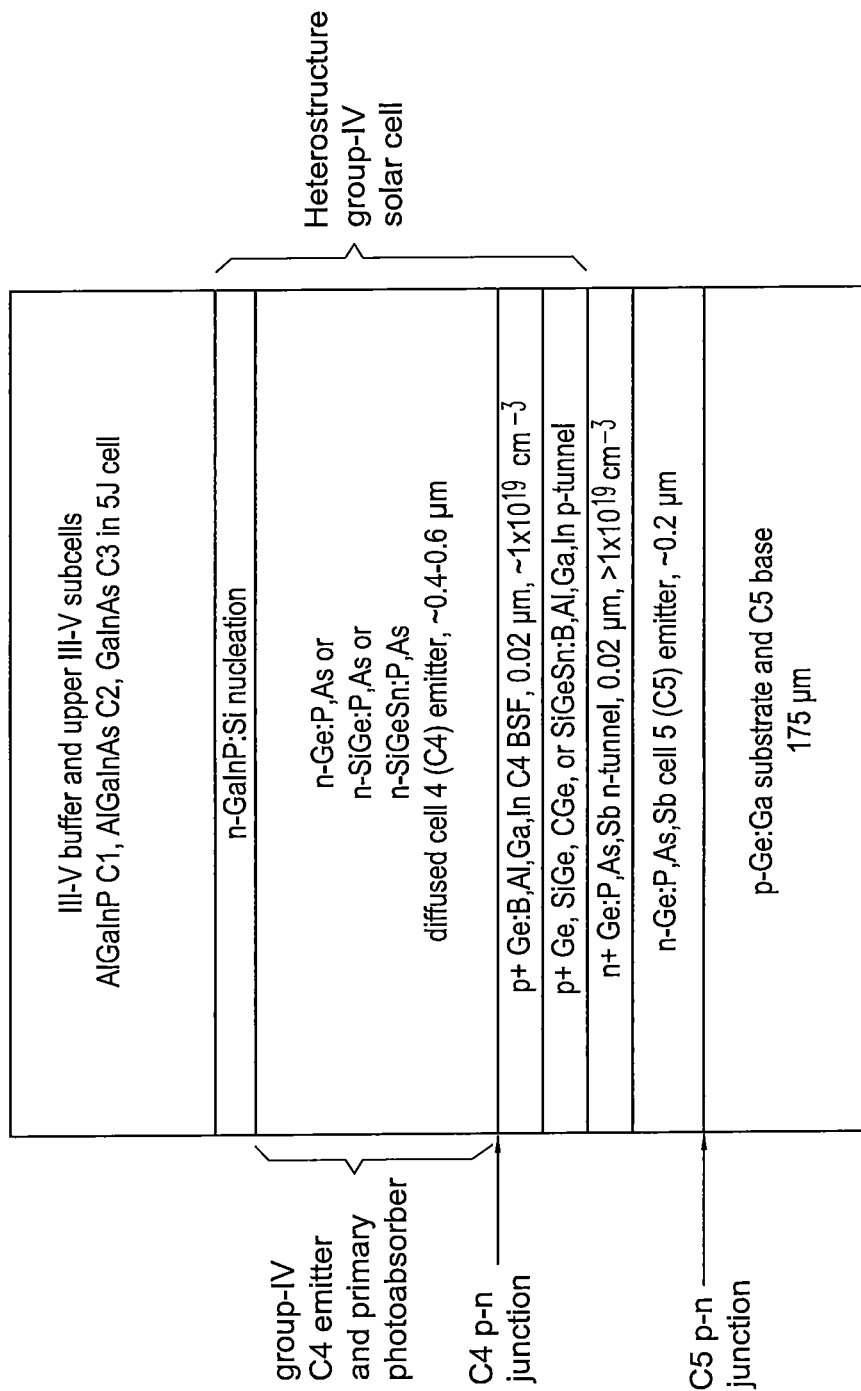 III-V buffer and upper III-V subcells
AlGaInP C1, AlGaInAs C2, GaInAs C3 in 5J cell
n-GaInP:Si nucleation
n-Ge:P,As or
n-SiGe:P,As or
n-SiGeSn:P,As
diffused cell 4 (C4) emitter, ~0.4-0.6 µm
p+ Ge:B,Al,Ga,In C4 BSF, 0.02 µm, ~1x10¹⁹ cm⁻³
p+ Ge, SiGe, CGe, or SiGeSn:B,Al,Ga,In p-tunnel
n+ Ge:P,As,Sb n-tunnel, 0.02 µm, >1x10¹⁹ cm⁻³
n-Ge:P,As,Sb cell 5 (C5) emitter, ~0.2 µm
p-Ge:Ga substrate and C5 base
175 µm
group-IV
C4 emitter
and primary
photoabsorber
C4 p-n
junction
C5 p-n
junction
Heterostructure
group-IV
solar cell